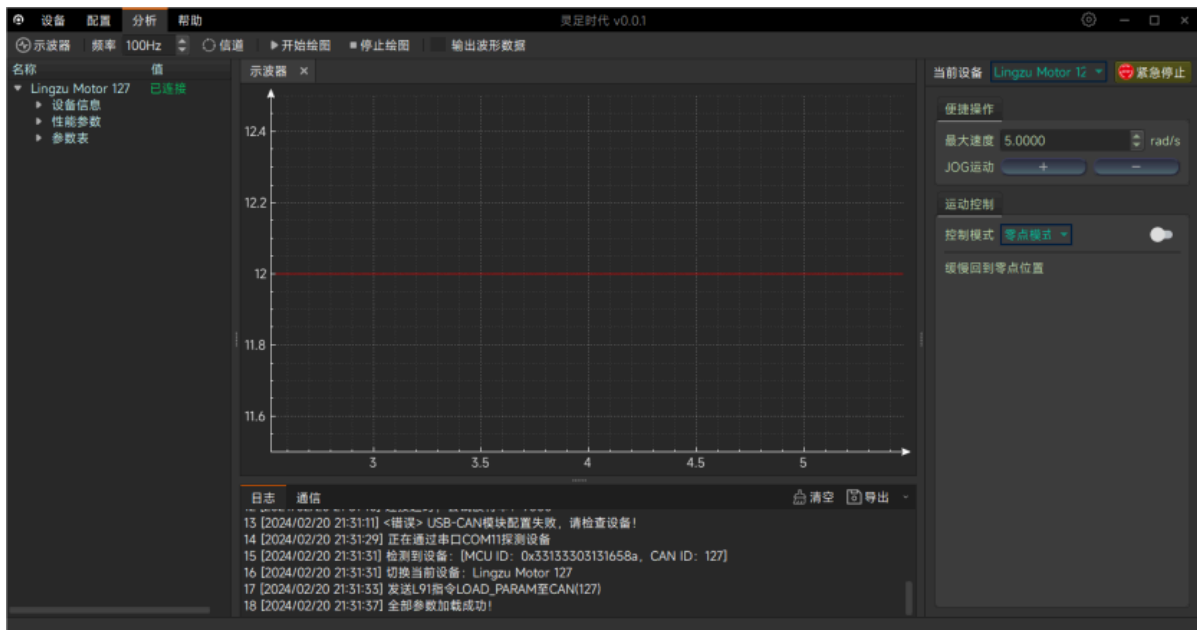 设备 配置 分析 帮助 灵足时代 v0.0.1
示波器 频率 100Hz 信道 开始绘图 停止绘图 输出波形数据
名称 值
Lingzu Motor 127 已连接
设备信息
性能参数
参数表
示波器 ×
12.4
12.2
12
11.8
11.6
3 3.5 4 4.5 5
日志 通信 清空 导出
13 [2024/02/20 21:31:11] <错误> USB-CAN模块配置失败，请检查设备!
14 [2024/02/20 21:31:29] 正在通过串口COM11探测设备
15 [2024/02/20 21:31:31] 检测到设备: [MCU ID: 0x33133303131658a, CAN ID: 127]
16 [2024/02/20 21:31:31] 切换当前设备: Lingzu Motor 127
17 [2024/02/20 21:31:33] 发送L91指令LOAD_PARAM至CAN(127)
18 [2024/02/20 21:31:37] 全部参数加载成功!
当前设备 Lingzu Motor 12 紧急停止
便捷操作
最大速度 5.0000 rad/s
JOG运动 + −
运动控制
控制模式 零点模式
缓慢回到零点位置